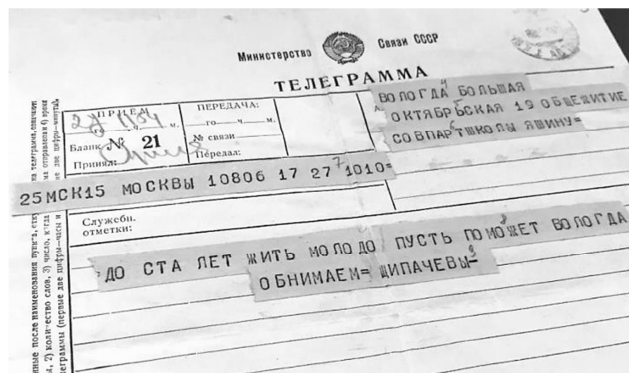 Министерство Связи СССР
ТЕЛЕГРАММА
ПРИЕМ
го ч. м.
Бланк № 21
Принял:
ПЕРЕДАЧА:
го ч. м.
№ связи
Передал:
ВОЛОГДА БОЛЬШАЯ
ОКТЯБРЬСКАЯ 19 ОБЩЕЖИТИЕ
СОВПАРТШКОЛЫ ЯШИНУ=
25МСК15 МОСКВЫ 10806 17 27 1010=
Служебн.
отметки:
ДО СТА ЛЕТ ЖИТЬ МОЛОДО ПУСТЬ ПОМОЖЕТ ВОЛОГДА
ОБНИМАЕМ= ЩИПАЧЕВЫ=